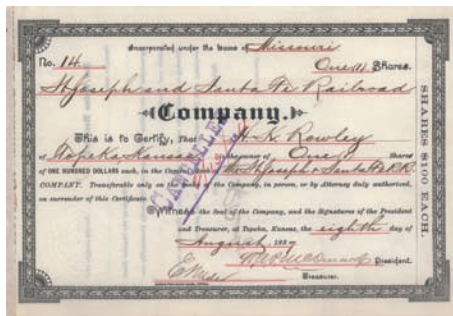 Incorporated under the laws of Missouri
No. 14 One (1) Shares.
St Joseph and Santa Fe Railroad
Company.
This is to Certify, That H. K. Rowley
of Topeka, Kansas is the owner of One (1) Shares
of ONE HUNDRED DOLLARS each, in the Capital Stock of the St Joseph & Santa Fe R.R.
COMPANY. Transferable only on the books of the Company, in person, or by Attorney duly authorized,
on surrender of this Certificate.
Witness the Seal of the Company, and the Signatures of the President
and Treasurer, at Topeka, Kansas, the eighth day of
August 1887
President.
E Wilder
Treasurer.
SHARES $100 EACH.
CANCELLED